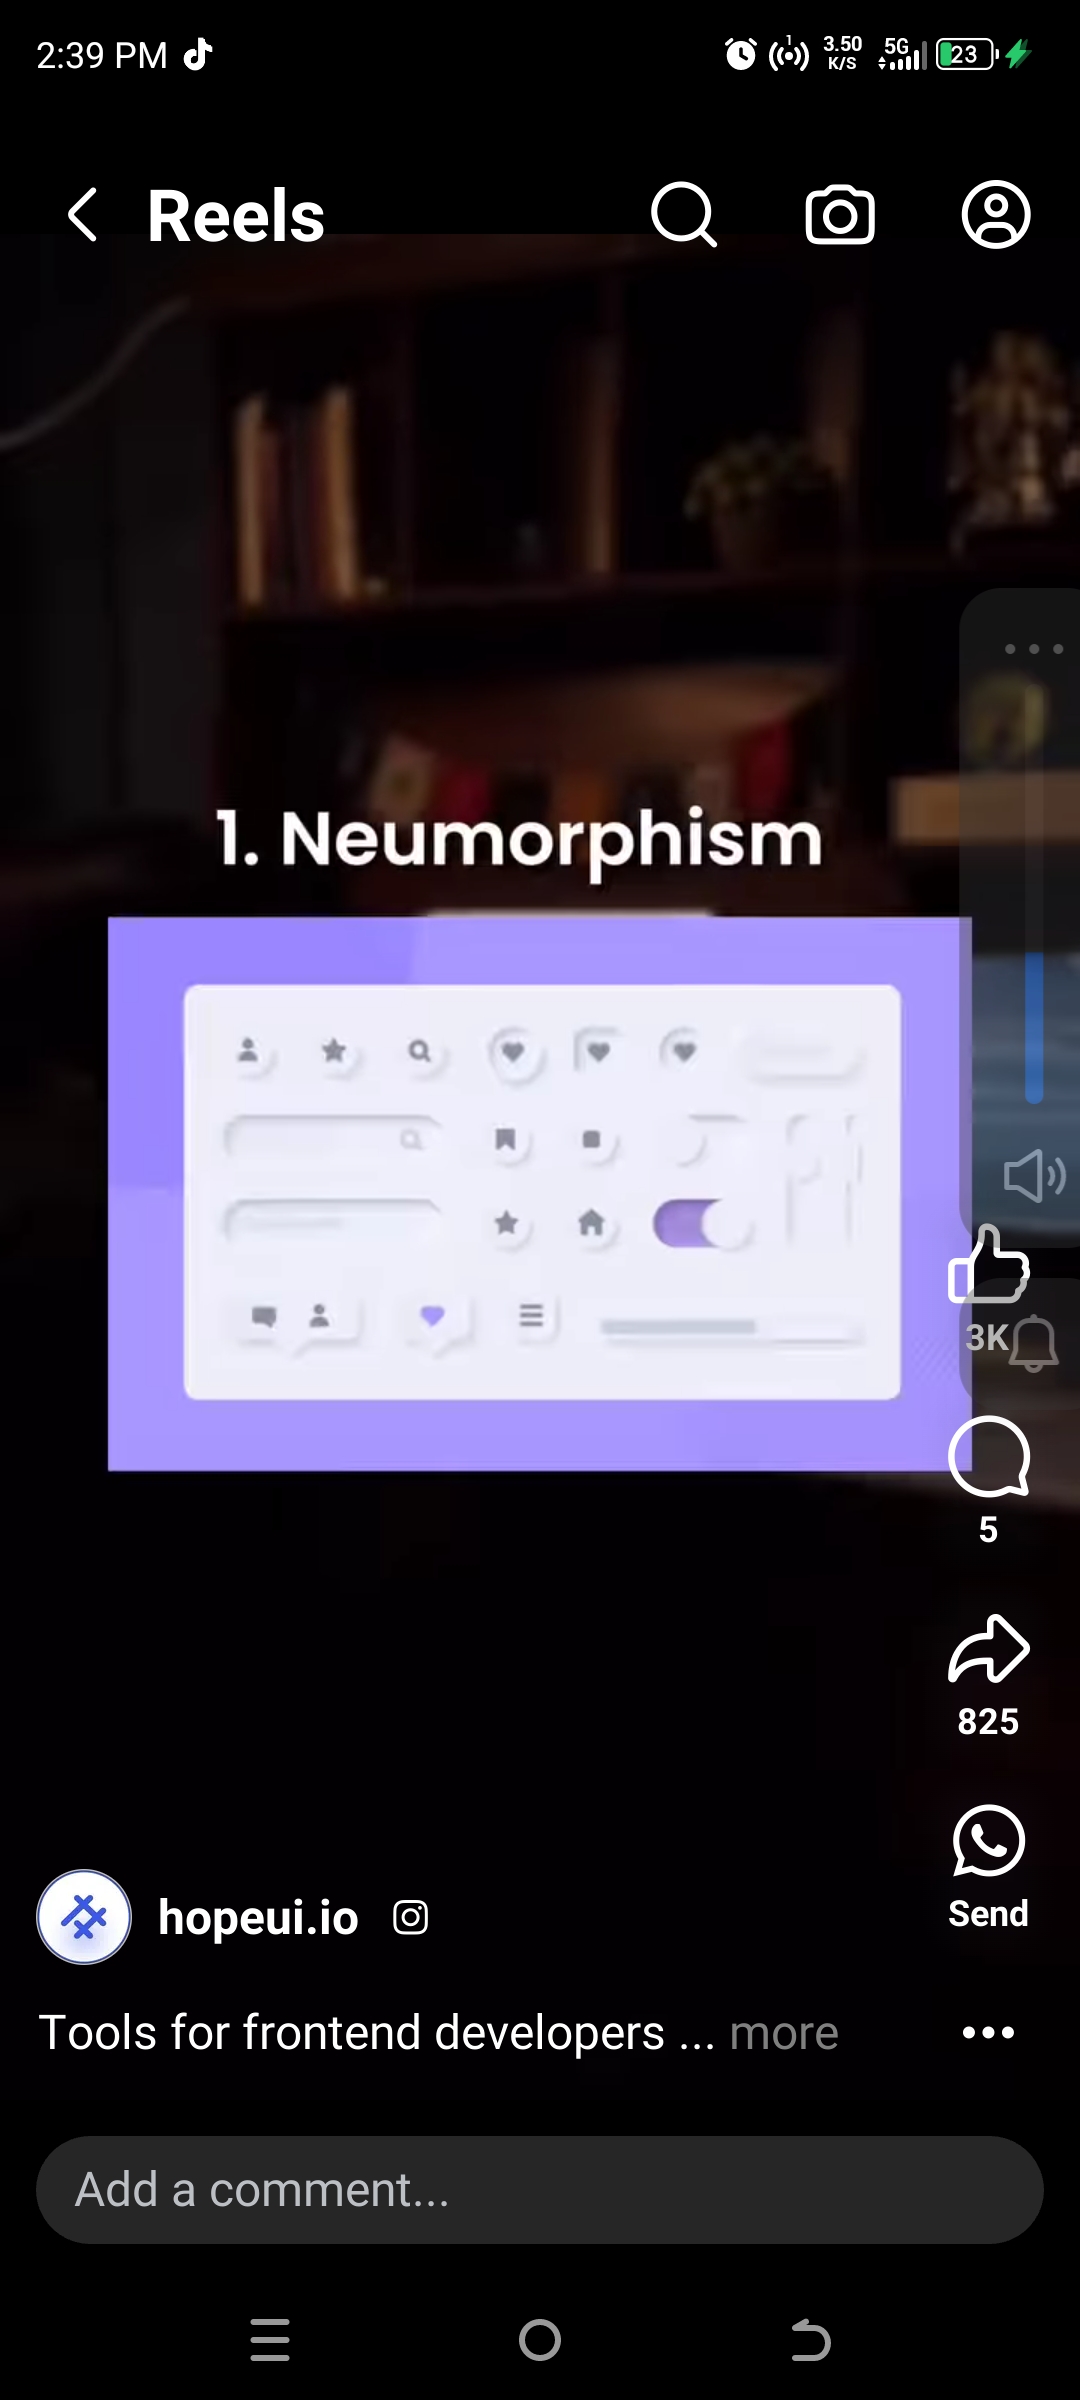 2:39 PM
1
3.50
K/S
5G
23
Reels
1. Neumorphism
3K
5
825
Send
hopeui.io
Tools for frontend developers ... more
Add a comment...